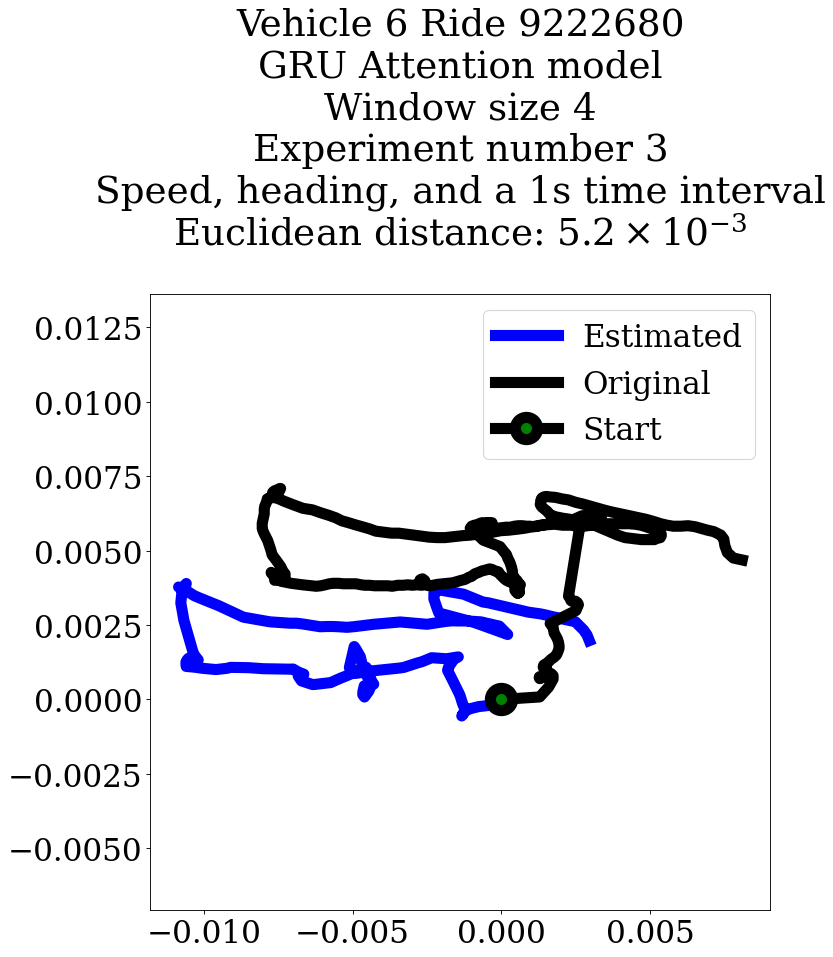 Vehicle 6 Ride 9222680
GRU Attention model
Window size 4
Experiment number 3
Speed, heading, and a 1s time interval
Euclidean distance: 5.2 × 10⁻³
Estimated
Original
Start
0.0125
0.0100
0.0075
0.0050
0.0025
0.0000
−0.0025
−0.0050
−0.010 −0.005 0.000 0.005